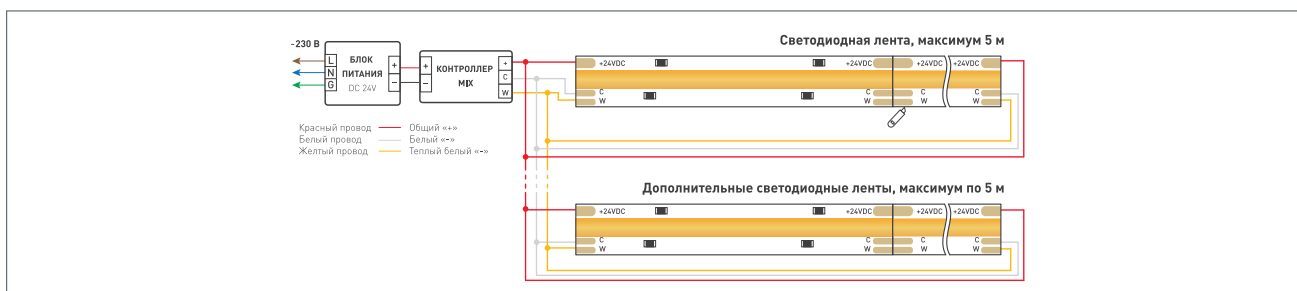 ~230 В
L
N
G
БЛОК
ПИТАНИЯ
DC 24V
+
–
+
–
КОНТРОЛЛЕР
MIX
+
C
W
Светодиодная лента, максимум 5 м
+24VDC +24VDC +24VDC +24VDC
C C C C
W W W W
Красный провод Общий «+»
Белый провод Белый «–»
Желтый провод Теплый белый «–»
Дополнительные светодиодные ленты, максимум по 5 м
+24VDC +24VDC +24VDC +24VDC
C C C C
W W W W